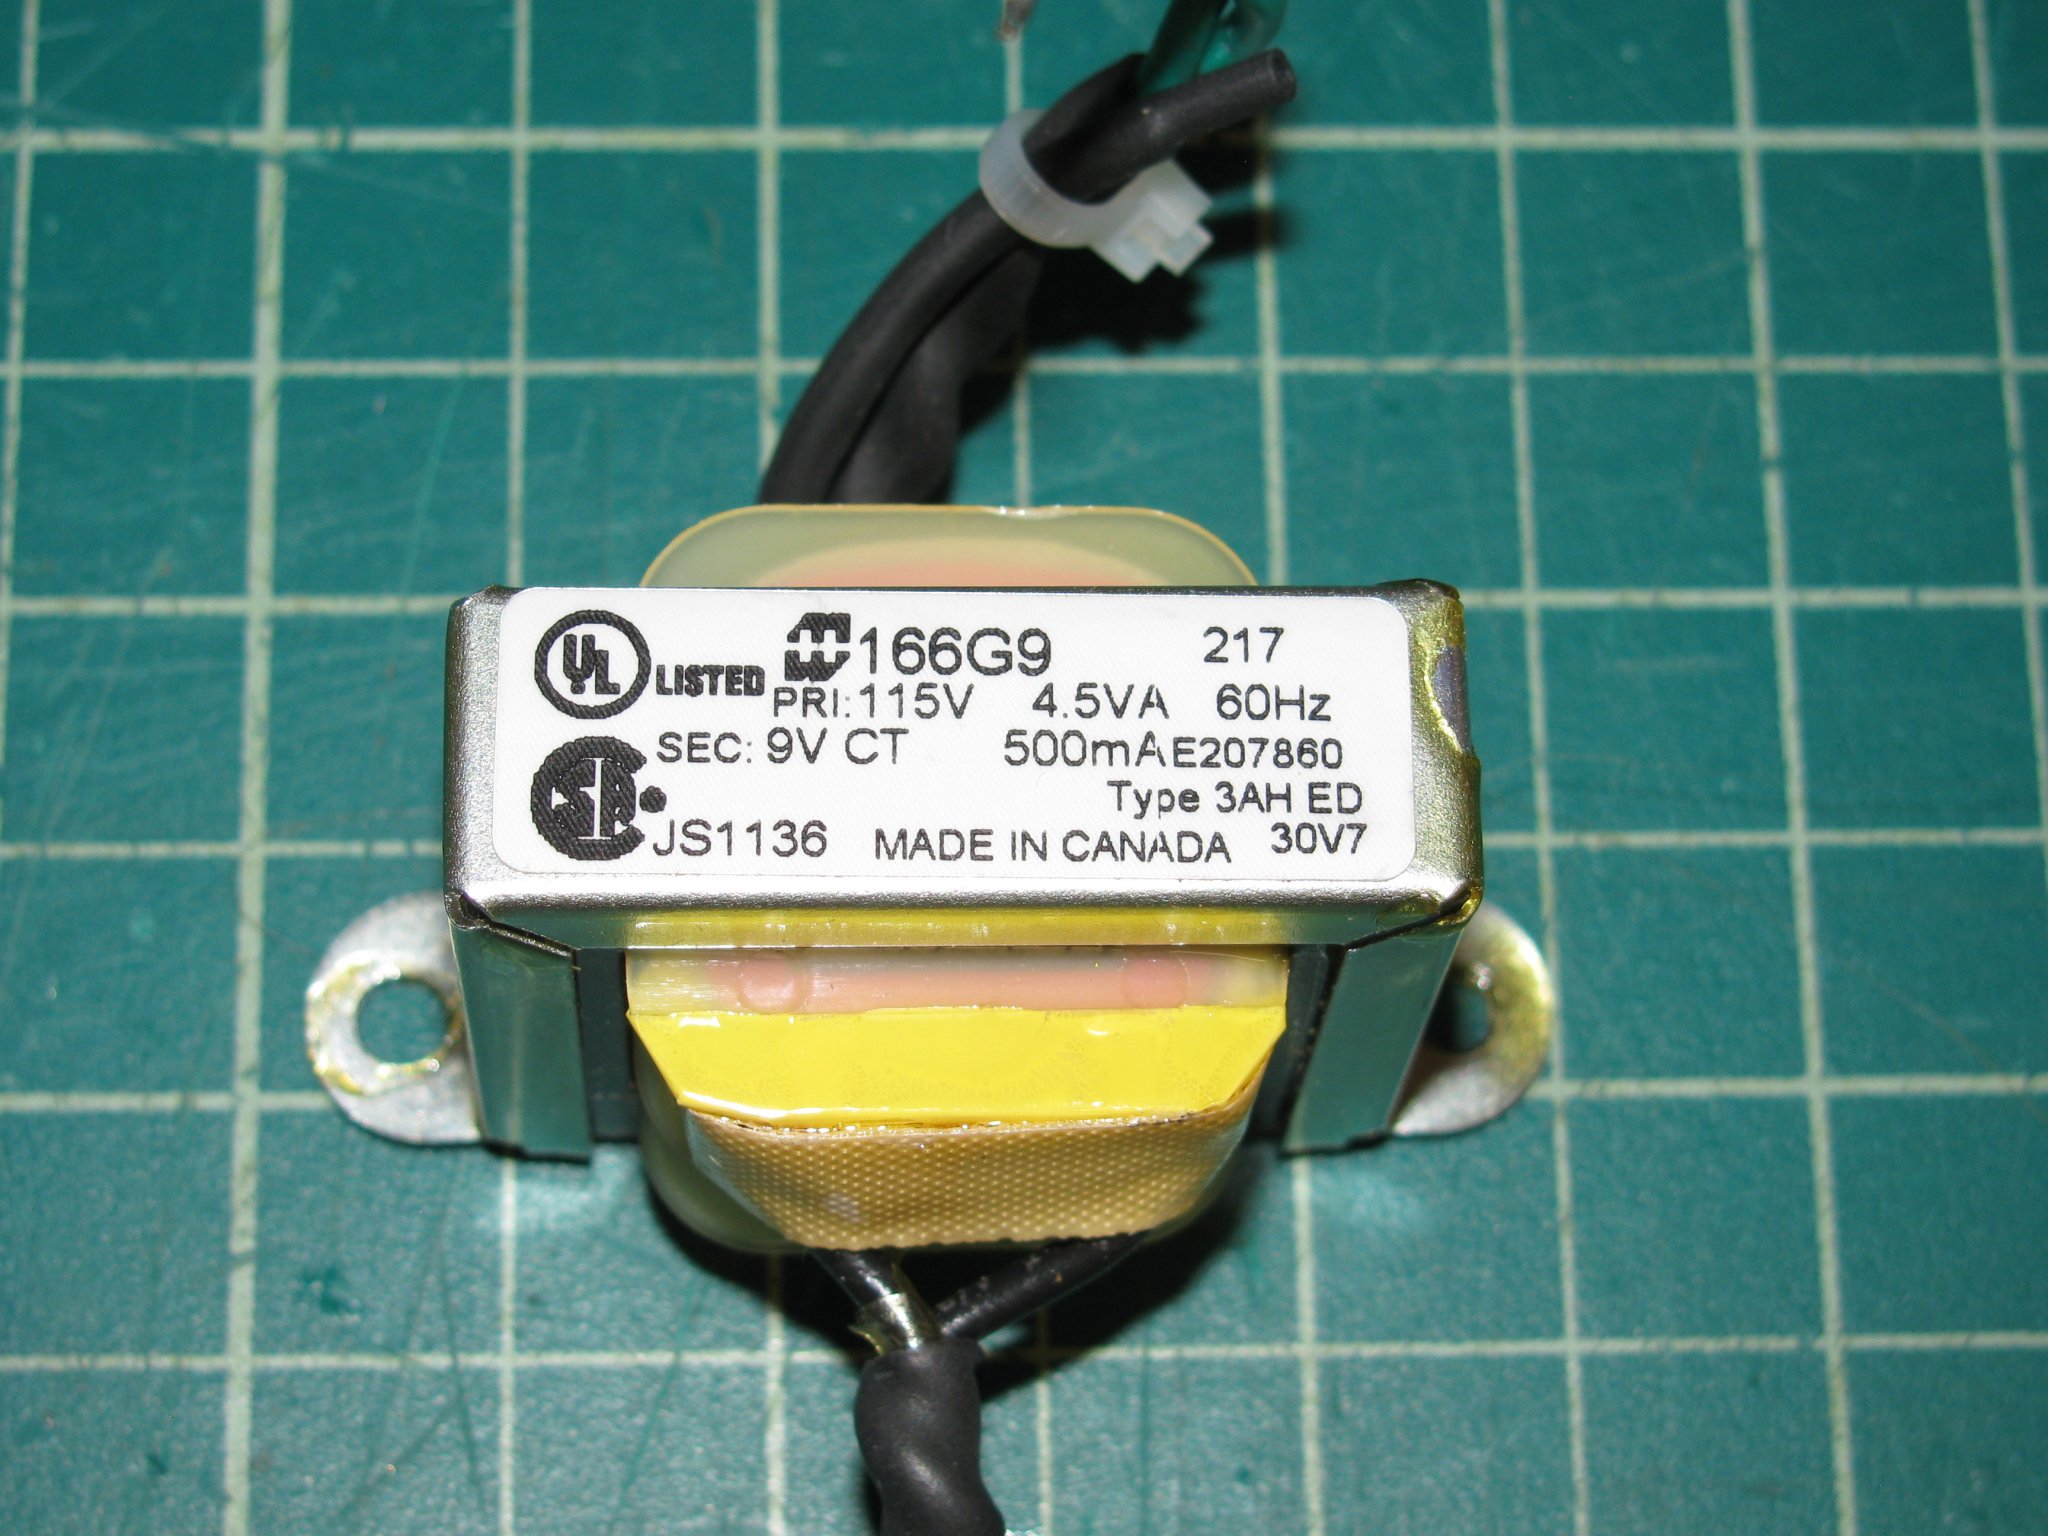 UL LISTED 166G9 217
PRI: 115V 4.5VA 60Hz
SEC: 9V CT 500mA E207860
Type 3AH ED
JS1136 MADE IN CANADA 30V7